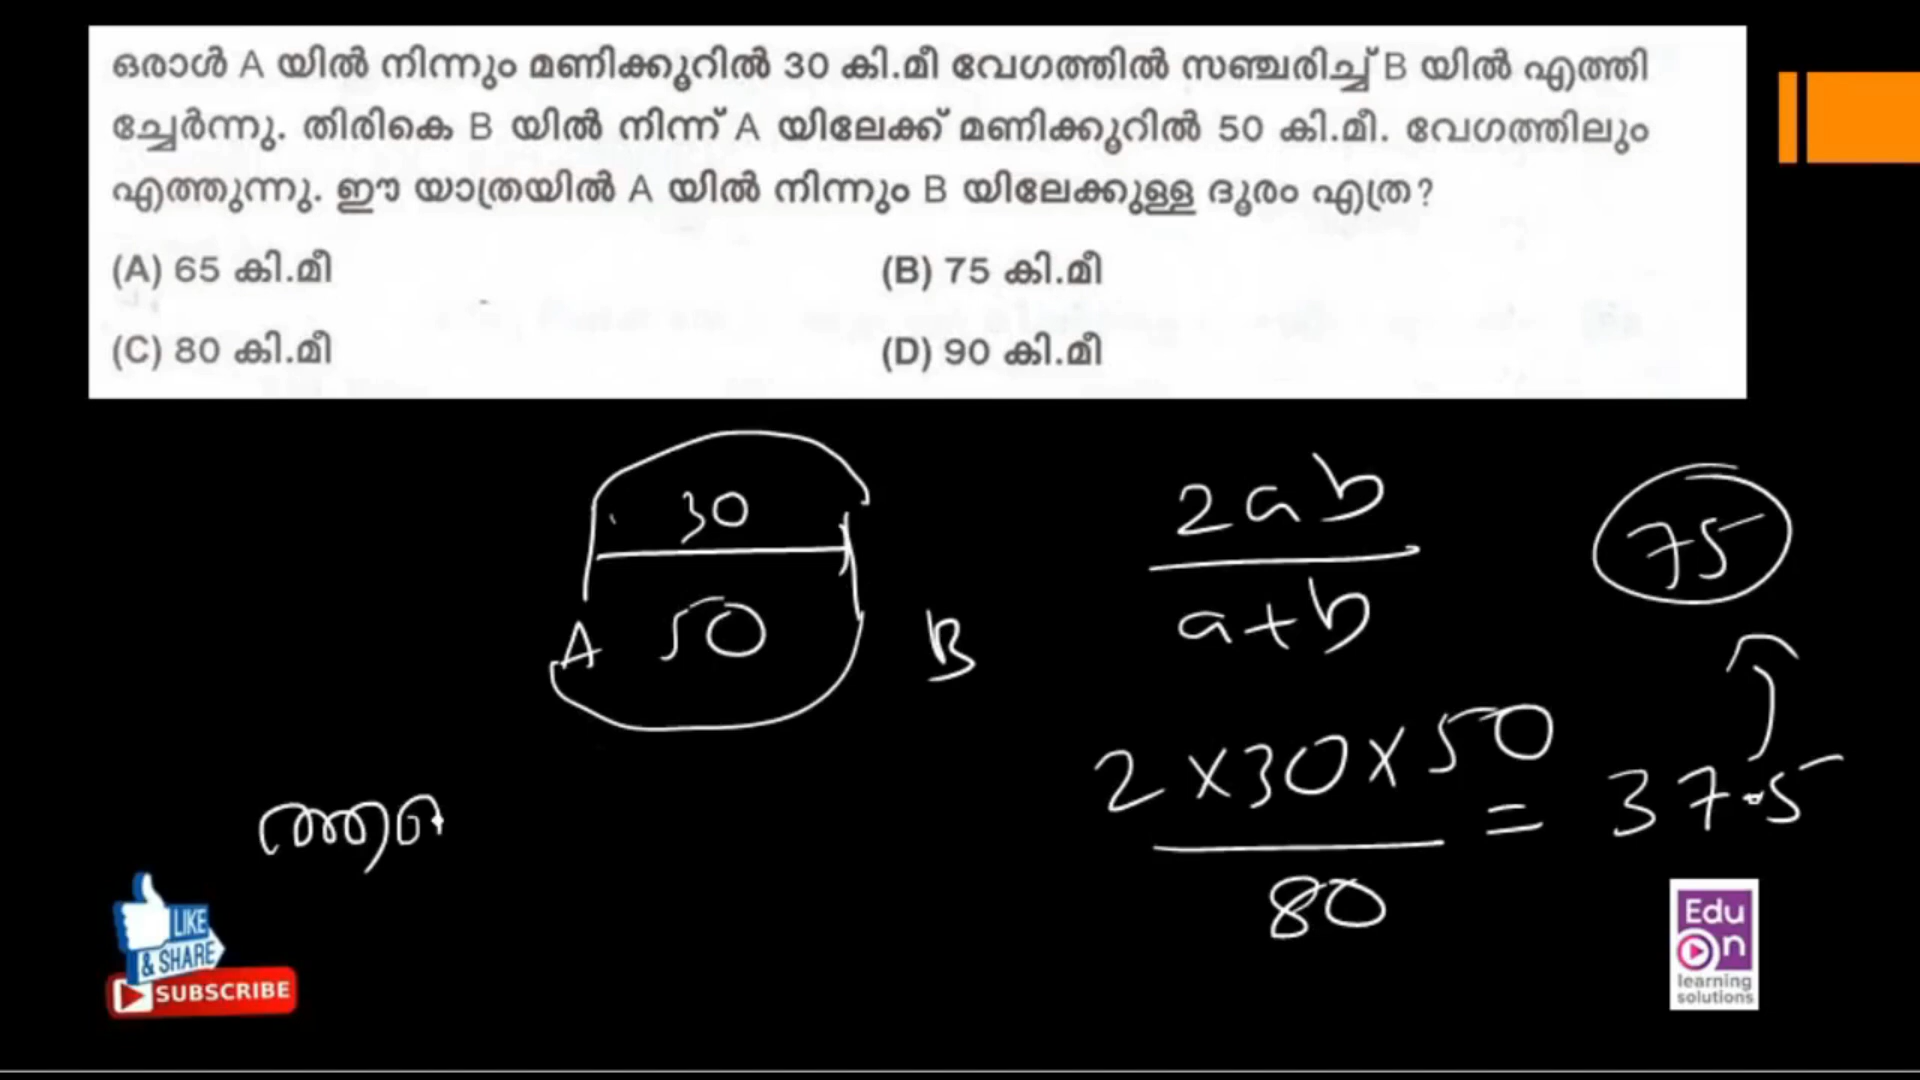 ഒരാൾ A യിൽ നിന്നും മണിക്കൂറിൽ 30 കി.മീ വേഗത്തിൽ സഞ്ചരിച്ച് B യിൽ എത്തി
ച്ചേർന്നു. തിരികെ B യിൽ നിന്ന് A യിലേക്ക് മണിക്കൂറിൽ 50 കി.മീ. വേഗത്തിലും
എത്തുന്നു. ഈ യാത്രയിൽ A യിൽ നിന്നും B യിലേക്കുള്ള ദൂരം എത്ര?
(A) 65 കി.മീ (B) 75 കി.മീ
(C) 80 കി.മീ (D) 90 കി.മീ
30
50
A
B
2ab
a+b
75
2×30×50
80
= 37.5
LIKE
& SHARE
SUBSCRIBE
Edu
On
learning
solutions